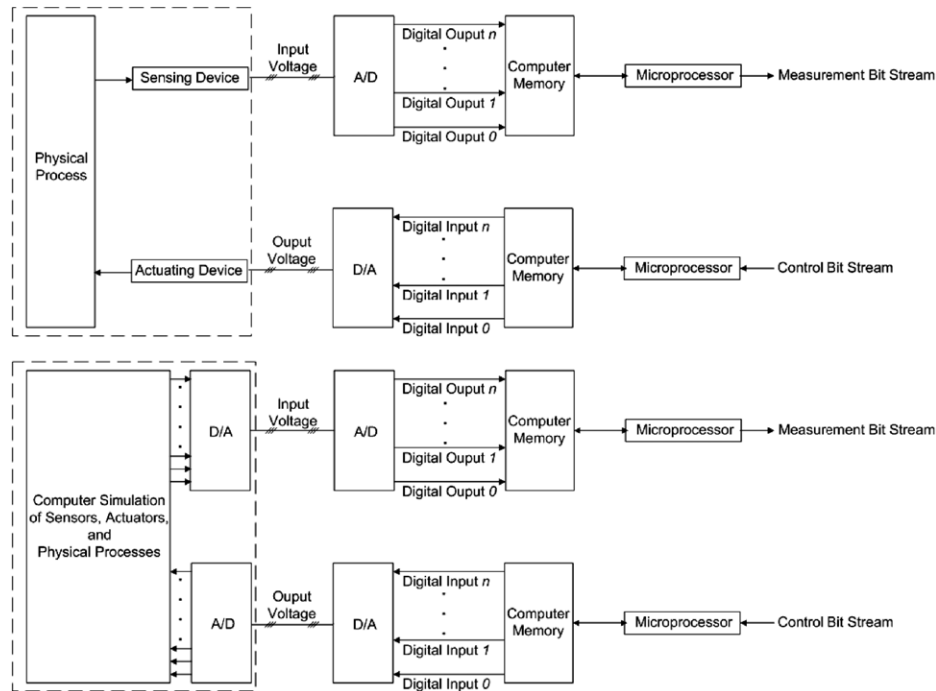 Physical
Process
Sensing Device
Input
Voltage
A/D
Digital Ouput n
Digital Ouput 1
Digital Ouput 0
Computer
Memory
Microprocessor
Measurement Bit Stream
Actuating Device
Ouput
Voltage
D/A
Digital Input n
Digital Input 1
Digital Input 0
Computer
Memory
Microprocessor
Control Bit Stream
Computer Simulation
of Sensors, Actuators,
and
Physical Processes
D/A
Input
Voltage
A/D
Digital Ouput n
Digital Ouput 1
Digital Ouput 0
Computer
Memory
Microprocessor
Measurement Bit Stream
A/D
Ouput
Voltage
D/A
Digital Input n
Digital Input 1
Digital Input 0
Computer
Memory
Microprocessor
Control Bit Stream